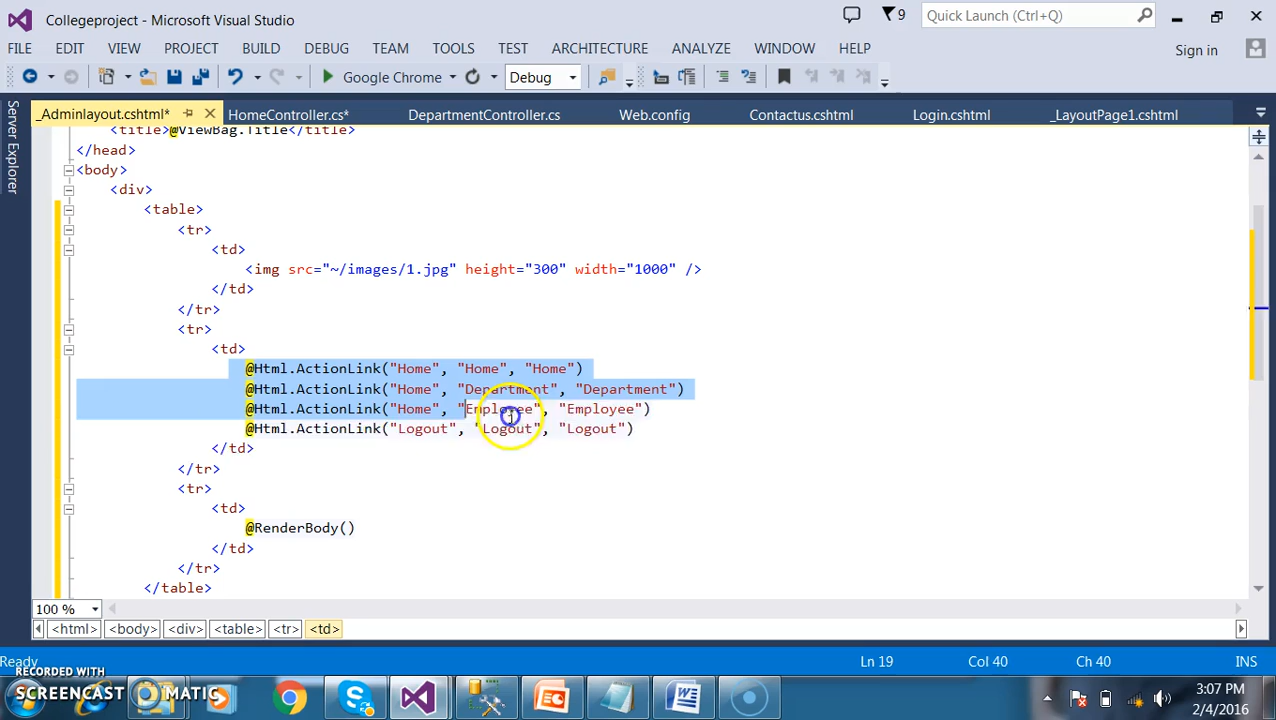 Collegeproject - Microsoft Visual Studio
9
Quick Launch (Ctrl+Q)
FILE EDIT VIEW PROJECT BUILD DEBUG TEAM TOOLS TEST ARCHITECTURE ANALYZE WINDOW HELP Sign in
Google Chrome Debug
Server Explorer
_Adminlayout.cshtml* HomeController.cs* DepartmentController.cs Web.config Contactus.cshtml Login.cshtml _LayoutPage1.cshtml
<title>@ViewBag.Title</title>
</head>
<body>
<div>
<table>
<tr>
<td>
<img src="~/images/1.jpg" height="300" width="1000" />
</td>
</tr>
<tr>
<td>
@Html.ActionLink("Home", "Home", "Home")
@Html.ActionLink("Home", "Department", "Department")
@Html.ActionLink("Home", "Employee", "Employee")
@Html.ActionLink("Logout", "Logout", "Logout")
</td>
</tr>
<tr>
<td>
@RenderBody()
</td>
</tr>
</table>
100 %
<html> <body> <div> <table> <tr> <td>
Ready Ln 19 Col 40 Ch 40 INS
RECORDED WITH
SCREENCAST MATIC
3:07 PM
2/4/2016